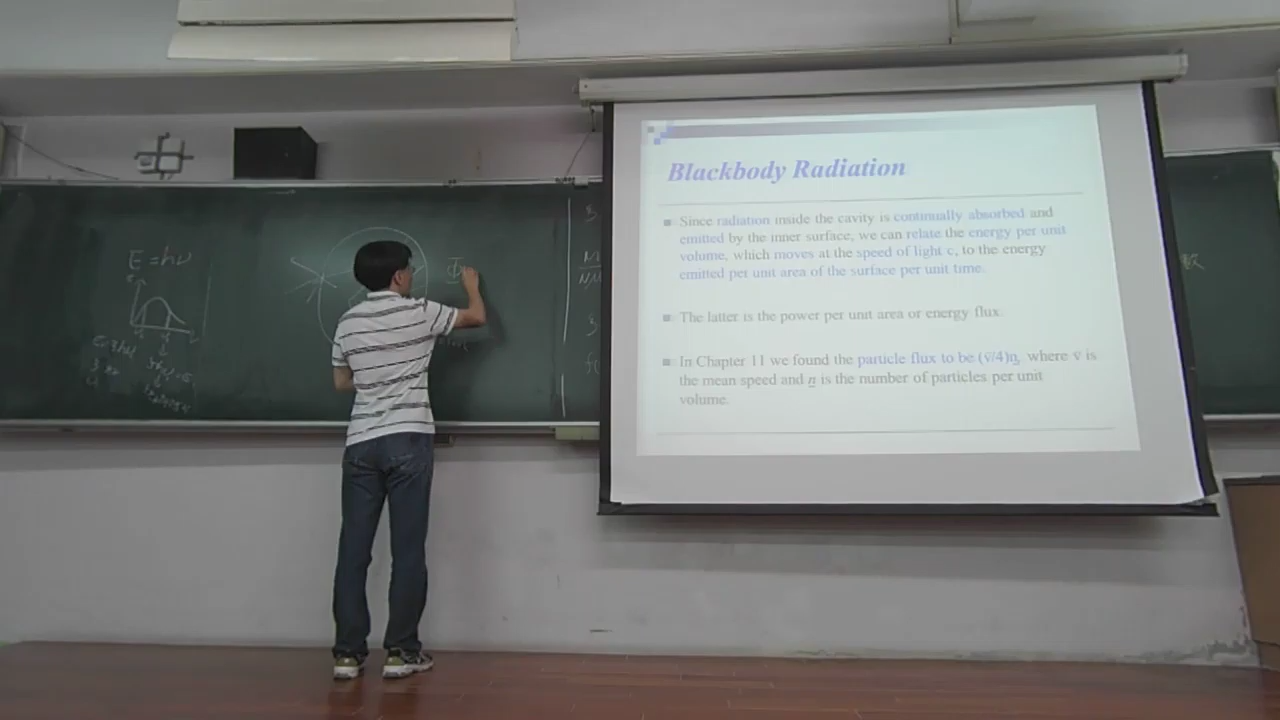 E = hν
Φ
Blackbody Radiation
Since radiation inside the cavity is continually absorbed and
emitted by the inner surface, we can relate the energy per unit
volume, which moves at the speed of light c, to the energy
emitted per unit area of the surface per unit time.
The latter is the power per unit area or energy flux.
In Chapter 11 we found the particle flux to be (v̄/4)n, where v̄ is
the mean speed and n is the number of particles per unit
volume.
数